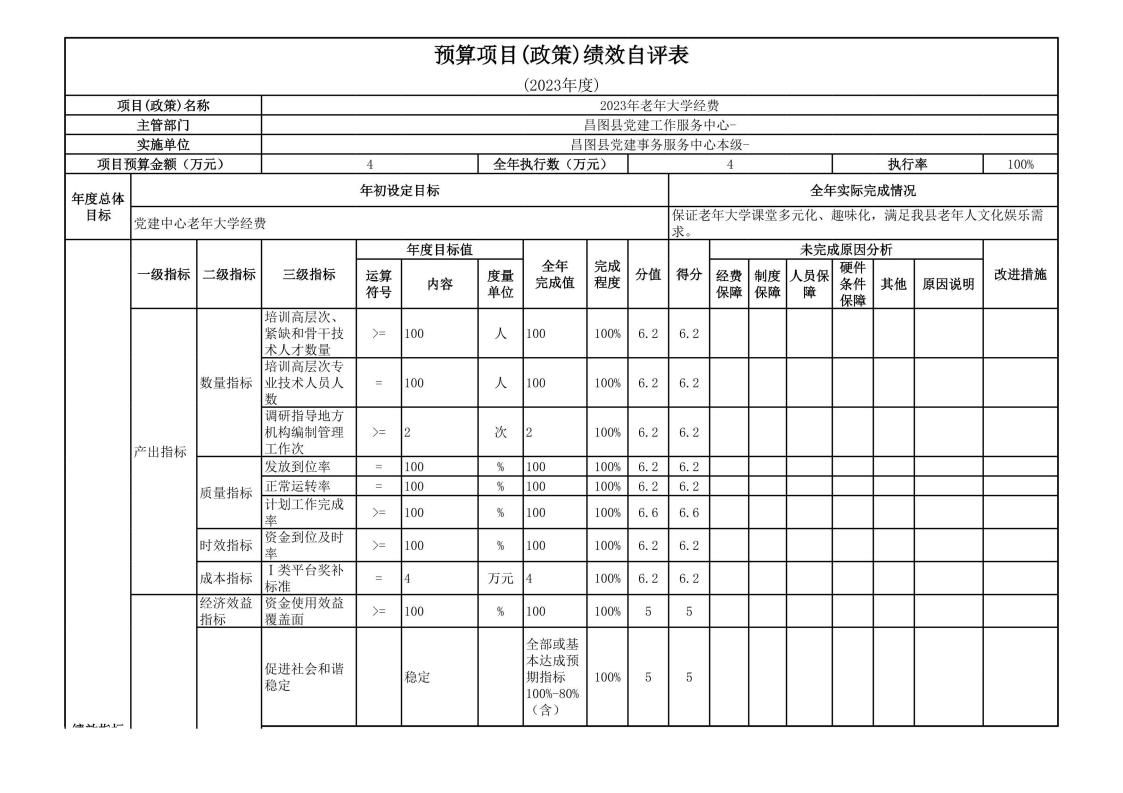 预算项目(政策)绩效自评表
(2023年度)
项目(政策)名称 2023年老年大学经费
主管部门 昌图县党建工作服务中心-
实施单位 昌图县党建事务服务中心本级-
项目预算金额（万元） 4 全年执行数（万元） 4 执行率 100%
年度总体
目标
年初设定目标 全年实际完成情况
党建中心老年大学经费
保证老年大学课堂多元化、趣味化，满足我县老年人文化娱乐需
求。
一级指标 二级指标 三级指标
年度目标值
运算
符号
内容
度量
单位
全年
完成值
完成
程度
分值 得分
未完成原因分析
经费
保障
制度
保障
人员保
障
硬件
条件
保障
其他 原因说明 改进措施
产出指标
数量指标
培训高层次、
紧缺和骨干技
术人才数量
>= 100 人 100 100% 6.2 6.2
培训高层次专
业技术人员人
数
= 100 人 100 100% 6.2 6.2
调研指导地方
机构编制管理
工作次
>= 2 次 2 100% 6.2 6.2
质量指标
发放到位率 = 100 % 100 100% 6.2 6.2
正常运转率 = 100 % 100 100% 6.2 6.2
计划工作完成
率
>= 100 % 100 100% 6.6 6.6
时效指标
资金到位及时
率
>= 100 % 100 100% 6.2 6.2
成本指标
Ⅰ类平台奖补
标准
= 4 万元 4 100% 6.2 6.2
经济效益
指标
资金使用效益
覆盖面
>= 100 % 100 100% 5 5
促进社会和谐
稳定
稳定
全部或基
本达成预
期指标
100%-80%
（含）
100% 5 5